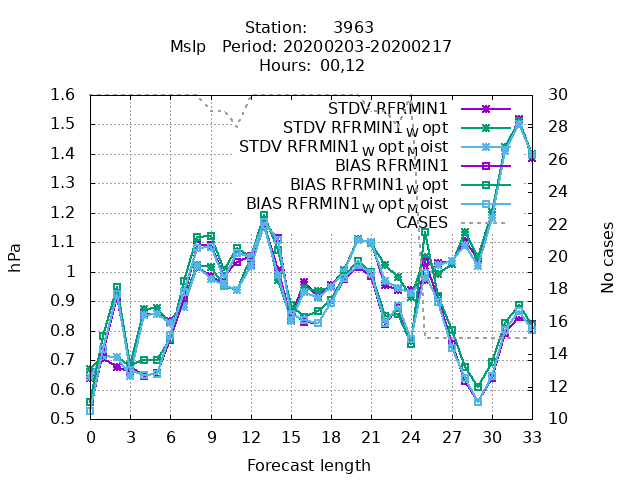 Station: 3963
Mslp Period: 20200203-20200217
Hours: 00,12
STDV RFRMIN1
STDV RFRMIN1W opt
STDV RFRMIN1W optMoist
BIAS RFRMIN1
BIAS RFRMIN1W opt
BIAS RFRMIN1W optMoist
CASES
hPa
1.6
1.5
1.4
1.3
1.2
1.1
1
0.9
0.8
0.7
0.6
0.5
30
28
26
24
22
20
18
16
14
12
10
No cases
0 3 6 9 12 15 18 21 24 27 30 33
Forecast length